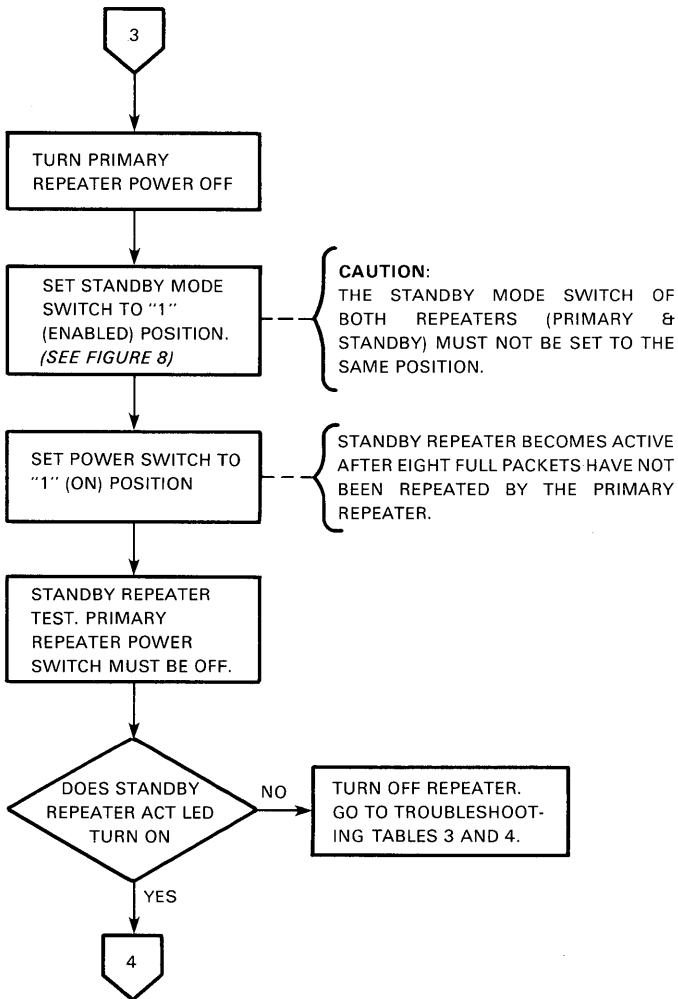 3
TURN PRIMARY
REPEATER POWER OFF
SET STANDBY MODE
SWITCH TO "1"
(ENABLED) POSITION.
(SEE FIGURE 8)
CAUTION:
THE STANDBY MODE SWITCH OF
BOTH REPEATERS (PRIMARY &
STANDBY) MUST NOT BE SET TO THE
SAME POSITION.
SET POWER SWITCH TO
"1" (ON) POSITION
STANDBY REPEATER BECOMES ACTIVE
AFTER EIGHT FULL PACKETS HAVE NOT
BEEN REPEATED BY THE PRIMARY
REPEATER.
STANDBY REPEATER
TEST. PRIMARY
REPEATER POWER
SWITCH MUST BE OFF.
DOES STANDBY
REPEATER ACT LED
TURN ON
NO
TURN OFF REPEATER.
GO TO TROUBLESHOOT-
ING TABLES 3 AND 4.
YES
4